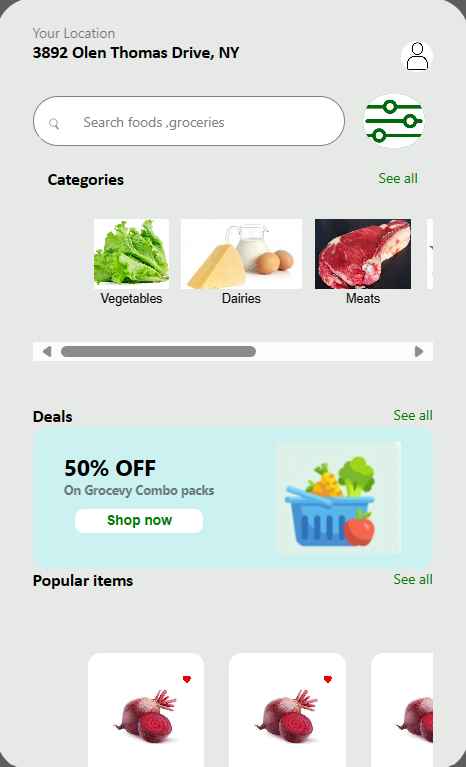 Your Location
3892 Olen Thomas Drive, NY
Search foods ,groceries
Categories
See all
Vegetables
Dairies
Meats
Deals
See all
50% OFF
On Grocevy Combo packs
Shop now
Popular items
See all